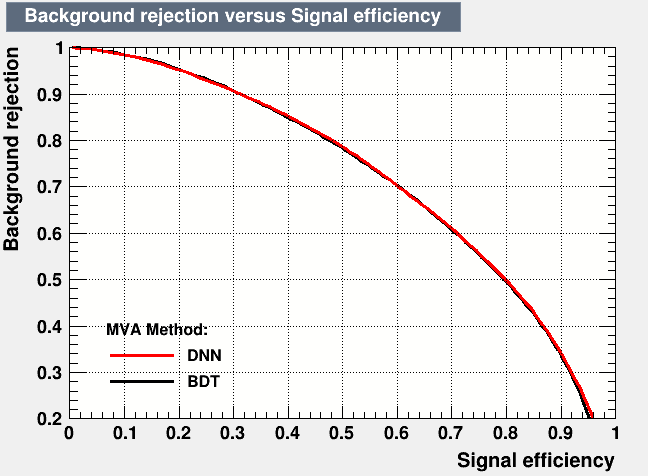 Background rejection versus Signal efficiency
Background rejection
1
0.9
0.8
0.7
0.6
0.5
0.4
0.3
0.2
MVA Method:
DNN
BDT
0 0.1 0.2 0.3 0.4 0.5 0.6 0.7 0.8 0.9 1
Signal efficiency